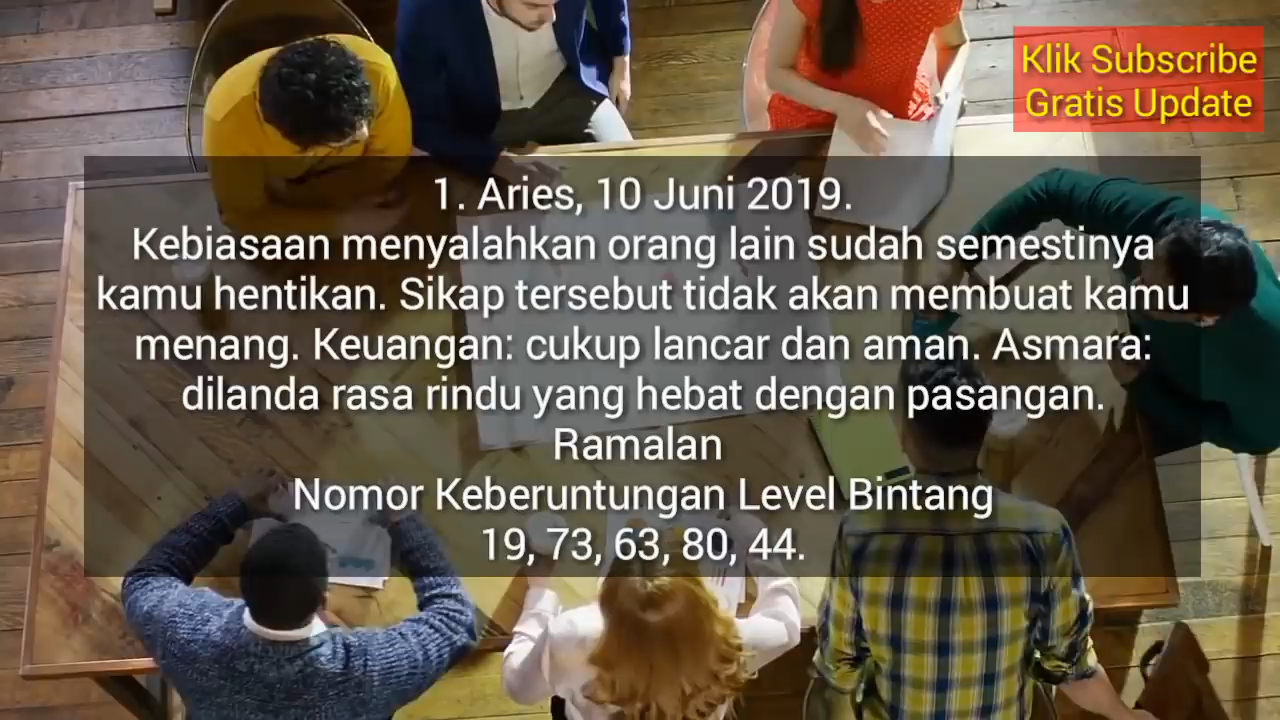 Klik Subscribe
Gratis Update
1. Aries, 10 Juni 2019.
Kebiasaan menyalahkan orang lain sudah semestinya
kamu hentikan. Sikap tersebut tidak akan membuat kamu
menang. Keuangan: cukup lancar dan aman. Asmara:
dilanda rasa rindu yang hebat dengan pasangan.
Ramalan
Nomor Keberuntungan Level Bintang
19, 73, 63, 80, 44.